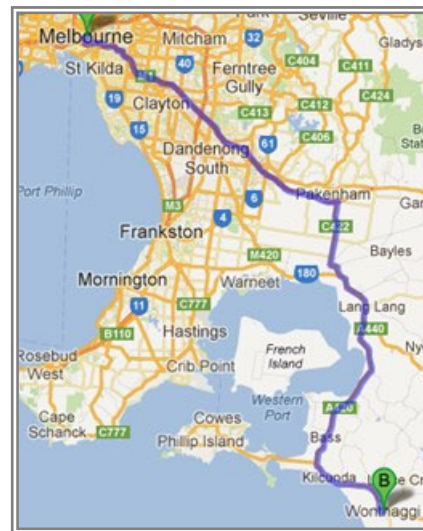 Seville
Melbourne
Mitcham
32
Gladys
St Kilda
M1
40
Ferntree
Gully
C404
C411
19
Clayton
C413
C412
C424
15
C406
61
Dandenong
South
Port Phillip
6
Pakenham
M3
4
Frankston
C422
Bayles
M420
Warneet
180
Mornington
11
C777
Lang Lang
A440
B110
Hastings
French
Island
Rosebud
West
Crib Point
Western
Port
Cape
Schanck
C777
Cowes
Phillip Island
A420
Bass
Kilcunda
B
Wonthaggi